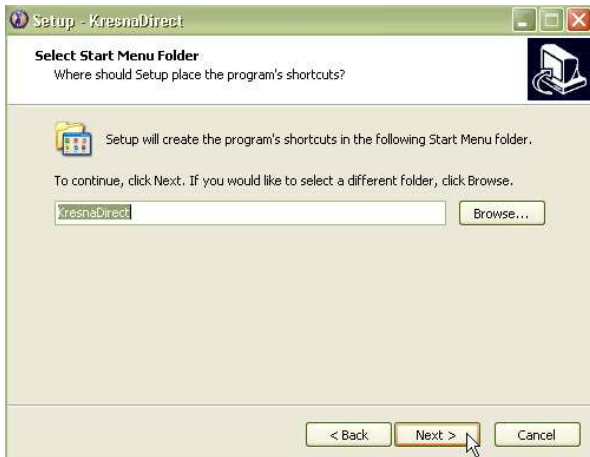 Setup - KresnaDirect
Select Start Menu Folder
Where should Setup place the program's shortcuts?
Setup will create the program's shortcuts in the following Start Menu folder.
To continue, click Next. If you would like to select a different folder, click Browse.
KresnaDirect
Browse...
< Back
Next >
Cancel